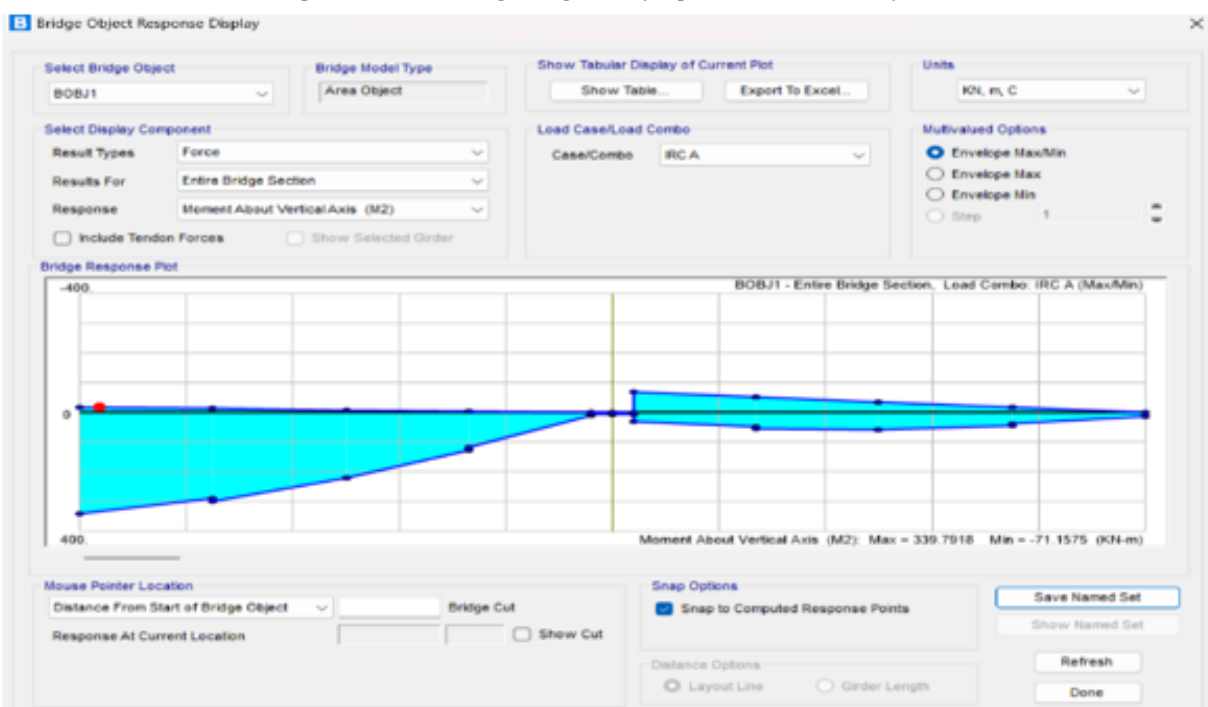 B Bridge Object Response Display
Select Bridge Object
BOBJ1
Bridge Model Type
Area Object
Show Tabular Display of Current Plot
Show Table...
Export To Excel...
Units
KN, m, C
Select Display Component
Result Types Force
Results For Entire Bridge Section
Response Moment About Vertical Axis (M2)
Include Tendon Forces
Show Selected Girder
Load Case/Load Combo
Case/Combo IRC A
Multivalued Options
Envelope Max/Min
Envelope Max
Envelope Min
Step 1
Bridge Response Plot
-400.
BOBJ1 - Entire Bridge Section, Load Combo: IRC A (Max/Min)
0
400.
Moment About Vertical Axis (M2): Max = 339.7918 Min = -71.1575 (KN-m)
Mouse Pointer Location
Distance From Start of Bridge Object
Bridge Cut
Response At Current Location
Show Cut
Snap Options
Snap to Computed Response Points
Distance Options
Layout Line
Girder Length
Save Named Set
Show Named Set
Refresh
Done